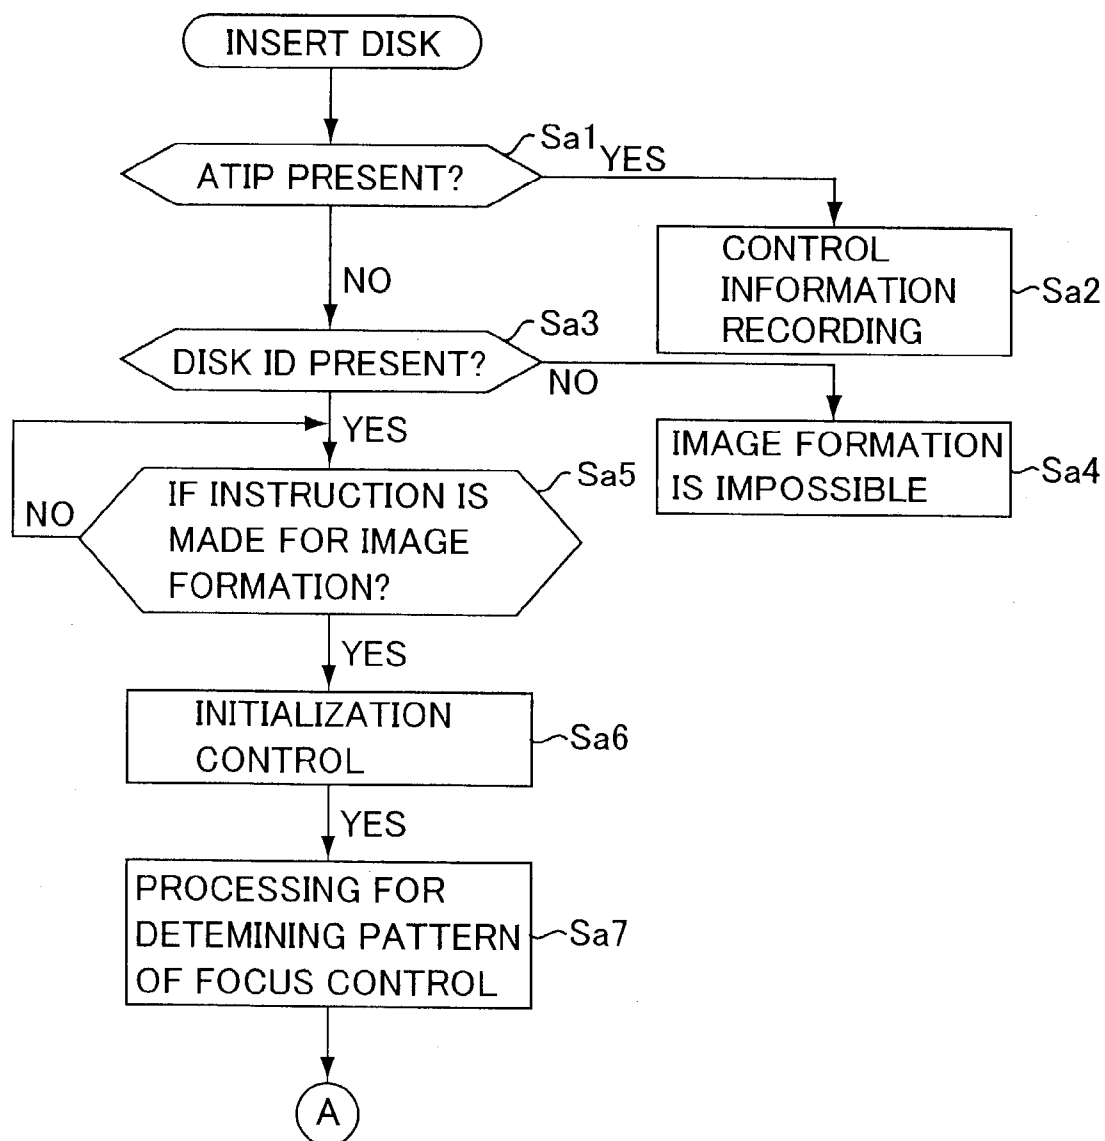 INSERT DISK
Sa1
ATIP PRESENT?
YES
CONTROL
INFORMATION
RECORDING
Sa2
NO
Sa3
DISK ID PRESENT?
NO
YES
IMAGE FORMATION
IS IMPOSSIBLE
Sa4
IF INSTRUCTION IS
MADE FOR IMAGE
FORMATION?
Sa5
NO
YES
INITIALIZATION
CONTROL
Sa6
YES
PROCESSING FOR
DETEMINING PATTERN
OF FOCUS CONTROL
Sa7
A